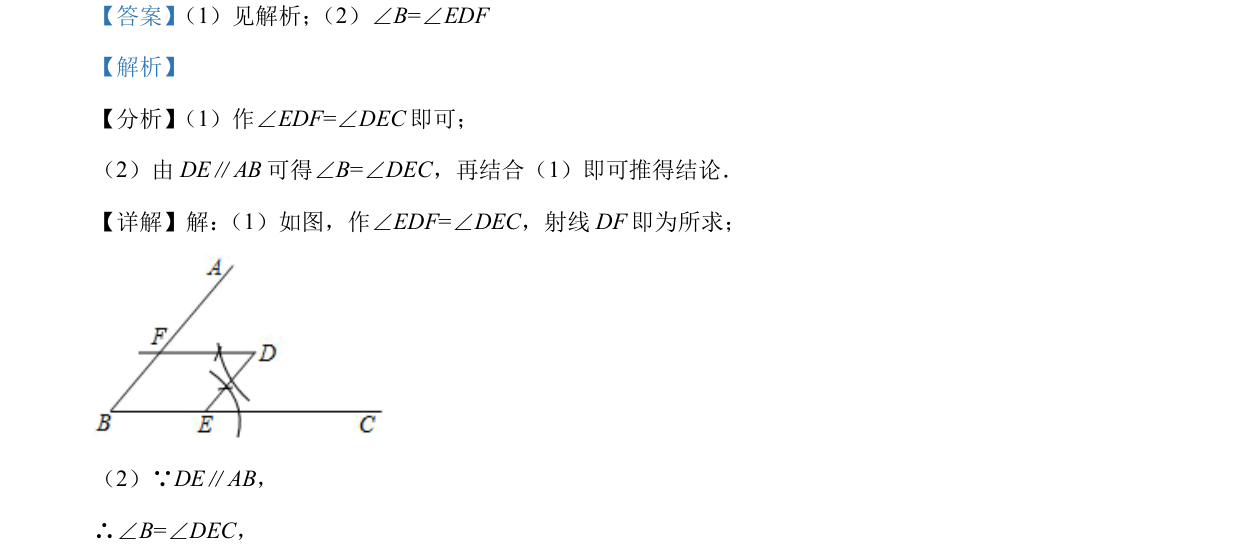 【答案】（1）见解析；（2）∠B=∠EDF
【解析】
【分析】（1）作∠EDF=∠DEC即可；
（2）由DE∥AB可得∠B=∠DEC，再结合（1）即可推得结论．
【详解】解：（1）如图，作∠EDF=∠DEC，射线DF即为所求；
A
F
D
B
E
C
（2）∵DE∥AB，
∴∠B=∠DEC，